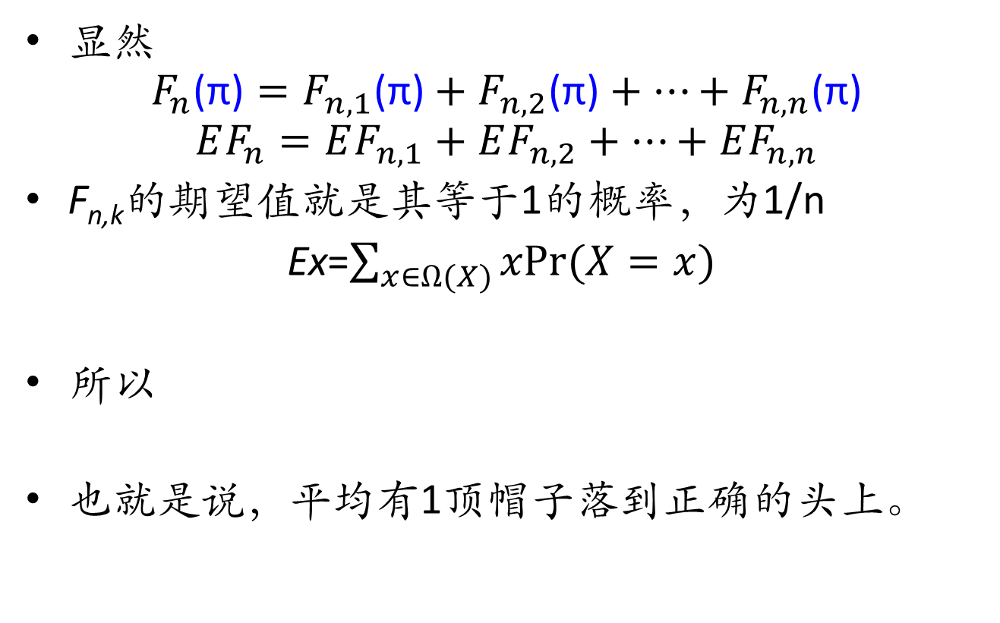 • 显然
Fₙ(π) = Fₙ,₁(π) + Fₙ,₂(π) + ⋯ + Fₙ,ₙ(π)
EFₙ = EFₙ,₁ + EFₙ,₂ + ⋯ + EFₙ,ₙ
• Fₙ,ₖ的期望值就是其等于1的概率，为1/n
Ex=∑ₓ∈Ω(X) xPr(X = x)
• 所以
• 也就是说，平均有1顶帽子落到正确的头上。